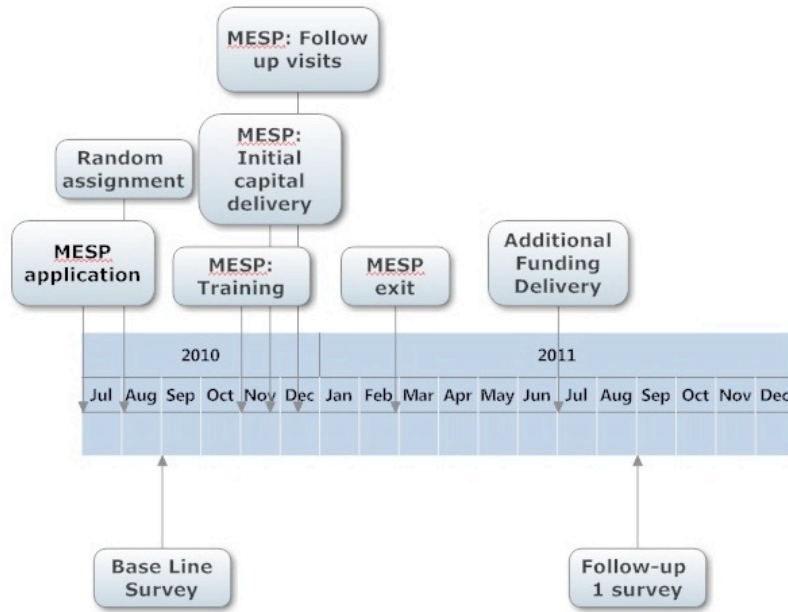 MESP: Follow
up visits
MESP:
Initial
capital
delivery
Random
assignment
MESP
application
MESP:
Training
MESP
exit
Additional
Funding
Delivery
2010
2011
Jul Aug Sep Oct Nov Dec Jan Feb Mar Apr May Jun Jul Aug Sep Oct Nov Dec
Base Line
Survey
Follow-up
1 survey